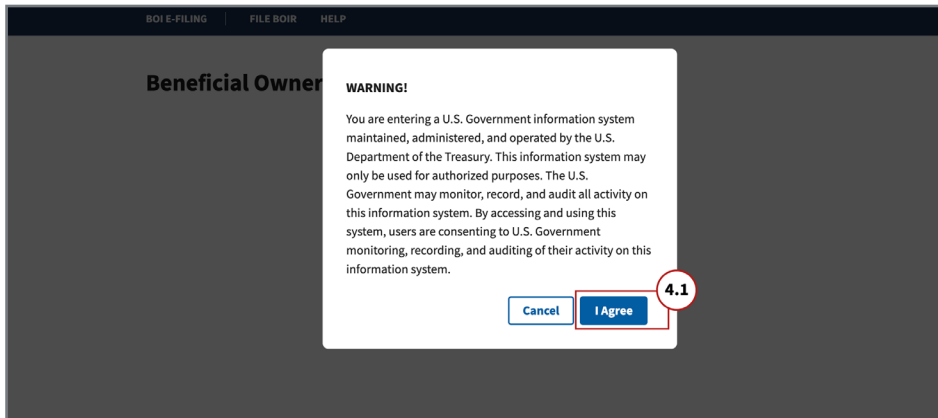 BOI E-FILING FILE BOIR HELP
Beneficial Owner
WARNING!
You are entering a U.S. Government information system
maintained, administered, and operated by the U.S.
Department of the Treasury. This information system may
only be used for authorized purposes. The U.S.
Government may monitor, record, and audit all activity on
this information system. By accessing and using this
system, users are consenting to U.S. Government
monitoring, recording, and auditing of their activity on this
information system.
4.1
Cancel I Agree